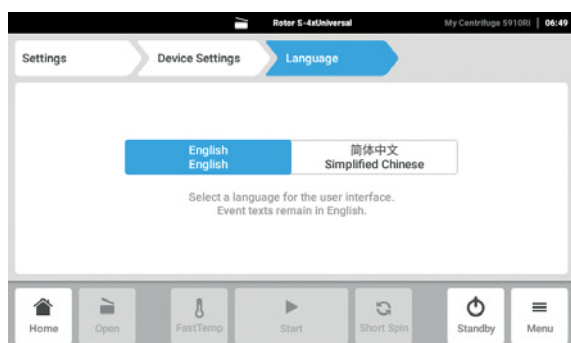 Rotor S-4xUniversal
My Centrifuge 5910Ri | 06:49
Settings
Device Settings
Language
English
English
简体中文
Simplified Chinese
Select a language for the user interface.
Event texts remain in English.
Home
Open
FastTemp
Start
Short Spin
Standby
Menu